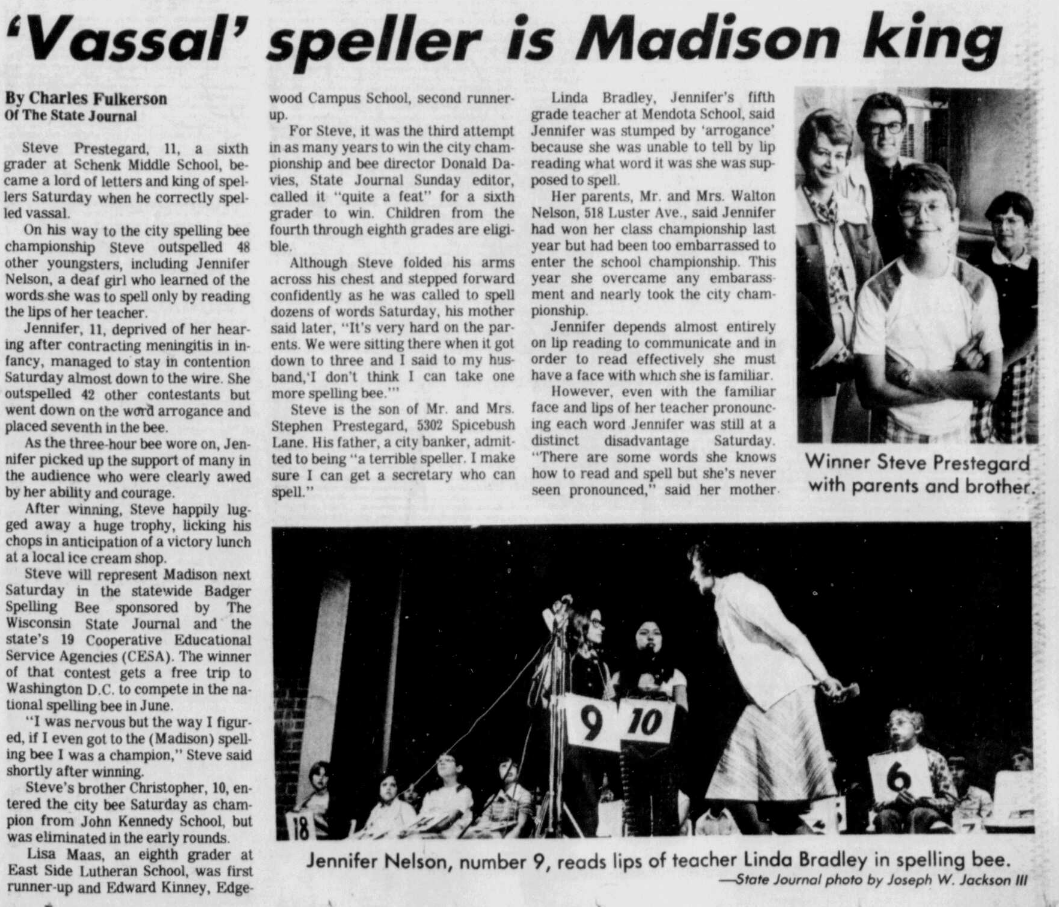 'Vassal' speller is Madison king
By Charles Fulkerson
Of The State Journal
Steve Prestegard, 11, a sixth
grader at Schenk Middle School, be-
came a lord of letters and king of spel-
lers Saturday when he correctly spel-
led vassal.
On his way to the city spelling bee
championship Steve outspelled 48
other youngsters, including Jennifer
Nelson, a deaf girl who learned of the
words she was to spell only by reading
the lips of her teacher.
Jennifer, 11, deprived of her hear-
ing after contracting meningitis in in-
fancy, managed to stay in contention
Saturday almost down to the wire. She
outspelled 42 other contestants but
went down on the word arrogance and
placed seventh in the bee.
As the three-hour bee wore on, Jen-
nifer picked up the support of many in
the audience who were clearly awed
by her ability and courage.
After winning, Steve happily lug-
ged away a huge trophy, licking his
chops in anticipation of a victory lunch
at a local ice cream shop.
Steve will represent Madison next
Saturday in the statewide Badger
Spelling Bee sponsored by The
Wisconsin State Journal and the
state's 19 Cooperative Educational
Service Agencies (CESA). The winner
of that contest gets a free trip to
Washington D.C. to compete in the na-
tional spelling bee in June.
"I was nervous but the way I figur-
ed, if I even got to the (Madison) spell-
ing bee I was a champion," Steve said
shortly after winning.
Steve's brother Christopher, 10, en-
tered the city bee Saturday as cham-
pion from John Kennedy School, but
was eliminated in the early rounds.
Lisa Maas, an eighth grader at
East Side Lutheran School, was first
runner-up and Edward Kinney, Edge-
wood Campus School, second runner-
up.
For Steve, it was the third attempt
in as many years to win the city cham-
pionship and bee director Donald Da-
vies, State Journal Sunday editor,
called it "quite a feat" for a sixth
grader to win. Children from the
fourth through eighth grades are eligi-
ble.
Although Steve folded his arms
across his chest and stepped forward
confidently as he was called to spell
dozens of words Saturday, his mother
said later, "It's very hard on the par-
ents. We were sitting there when it got
down to three and I said to my hus-
band,'I don't think I can take one
more spelling bee.'"
Steve is the son of Mr. and Mrs.
Stephen Prestegard, 5302 Spicebush
Lane. His father, a city banker, admit-
ted to being "a terrible speller. I make
sure I can get a secretary who can
spell."
Linda Bradley, Jennifer's fifth
grade teacher at Mendota School, said
Jennifer was stumped by 'arrogance'
because she was unable to tell by lip
reading what word it was she was sup-
posed to spell.
Her parents, Mr. and Mrs. Walton
Nelson, 518 Luster Ave., said Jennifer
had won her class championship last
year but had been too embarrassed to
enter the school championship. This
year she overcame any embarass-
ment and nearly took the city cham-
pionship.
Jennifer depends almost entirely
on lip reading to communicate and in
order to read effectively she must
have a face with which she is familiar.
However, even with the familiar
face and lips of her teacher pronounc-
ing each word Jennifer was still at a
distinct disadvantage Saturday.
"There are some words she knows
how to read and spell but she's never
seen pronounced," said her mother.
Winner Steve Prestegard
with parents and brother.
9
10
6
18
Jennifer Nelson, number 9, reads lips of teacher Linda Bradley in spelling bee.
—State Journal photo by Joseph W. Jackson III